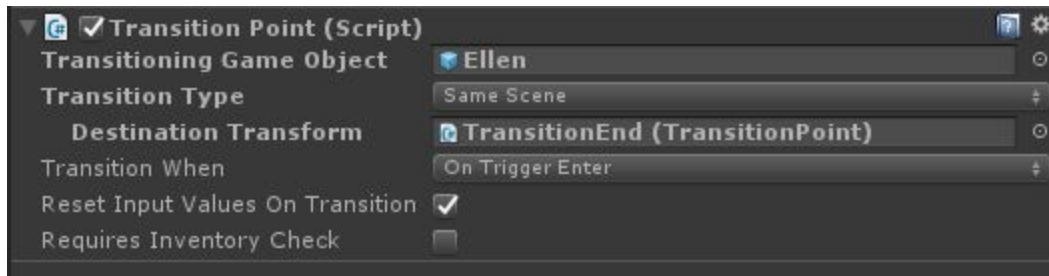 Transition Point (Script)
Transitioning Game Object Ellen
Transition Type Same Scene
Destination Transform TransitionEnd (TransitionPoint)
Transition When On Trigger Enter
Reset Input Values On Transition
Requires Inventory Check